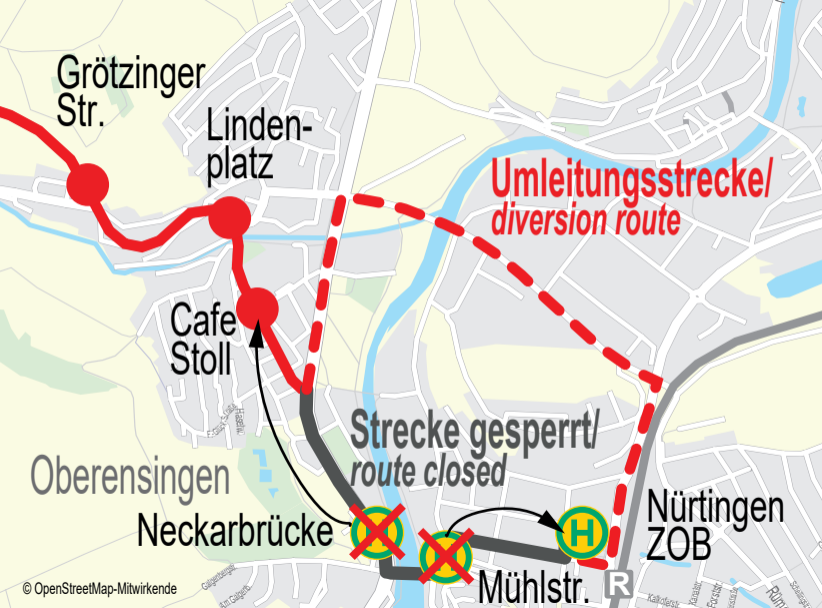 Grötzinger
Str.
Linden-
platz
Umleitungsstrecke/
diversion route
Cafe
Stoll
Strecke gesperrt/
route closed
Oberensingen
Neckarbrücke
H
Nürtingen
ZOB
Mühlstr.
R
© OpenStreetMap-Mitwirkende